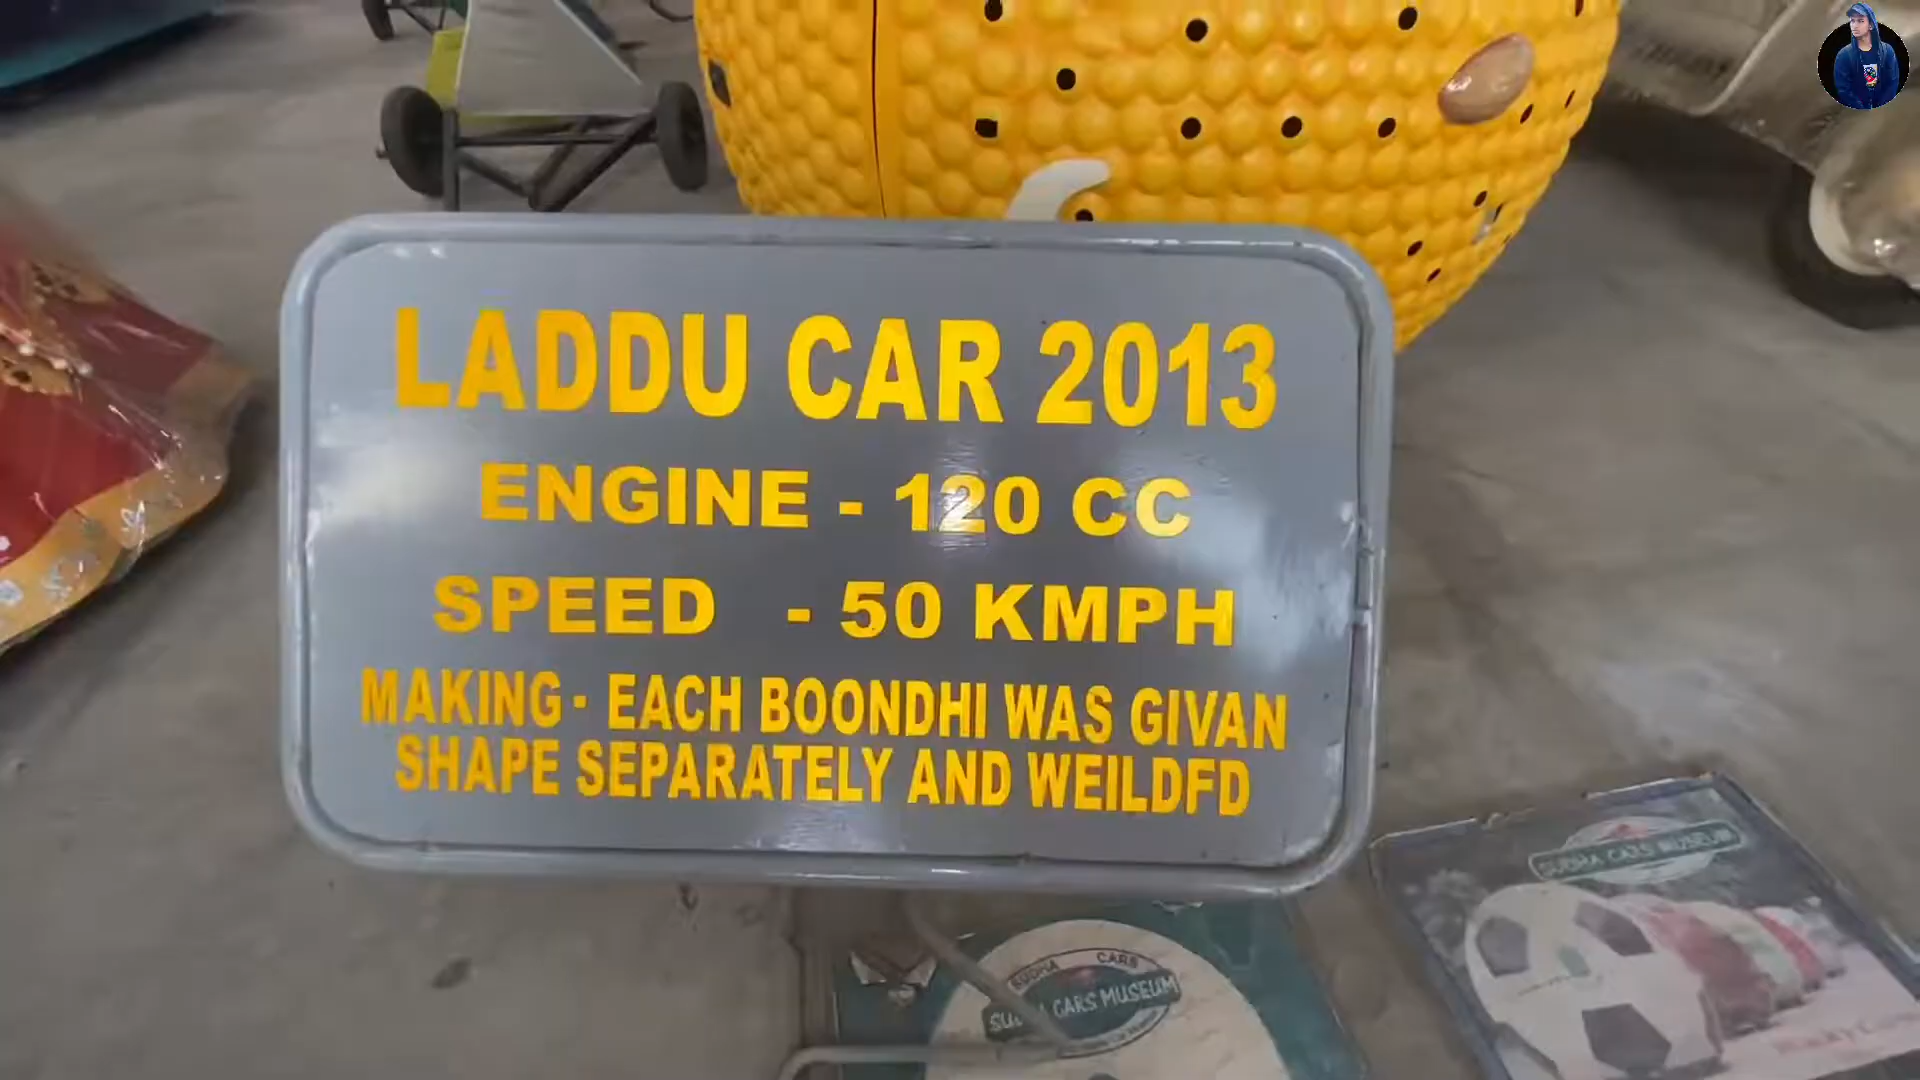 LADDU CAR 2013
ENGINE - 120 CC
SPEED - 50 KMPH
MAKING - EACH BOONDHI WAS GIVAN
SHAPE SEPARATELY AND WEILDFD
SUDHA CARS MUSEUM
SUDHA CARS
CARS MUSEUM